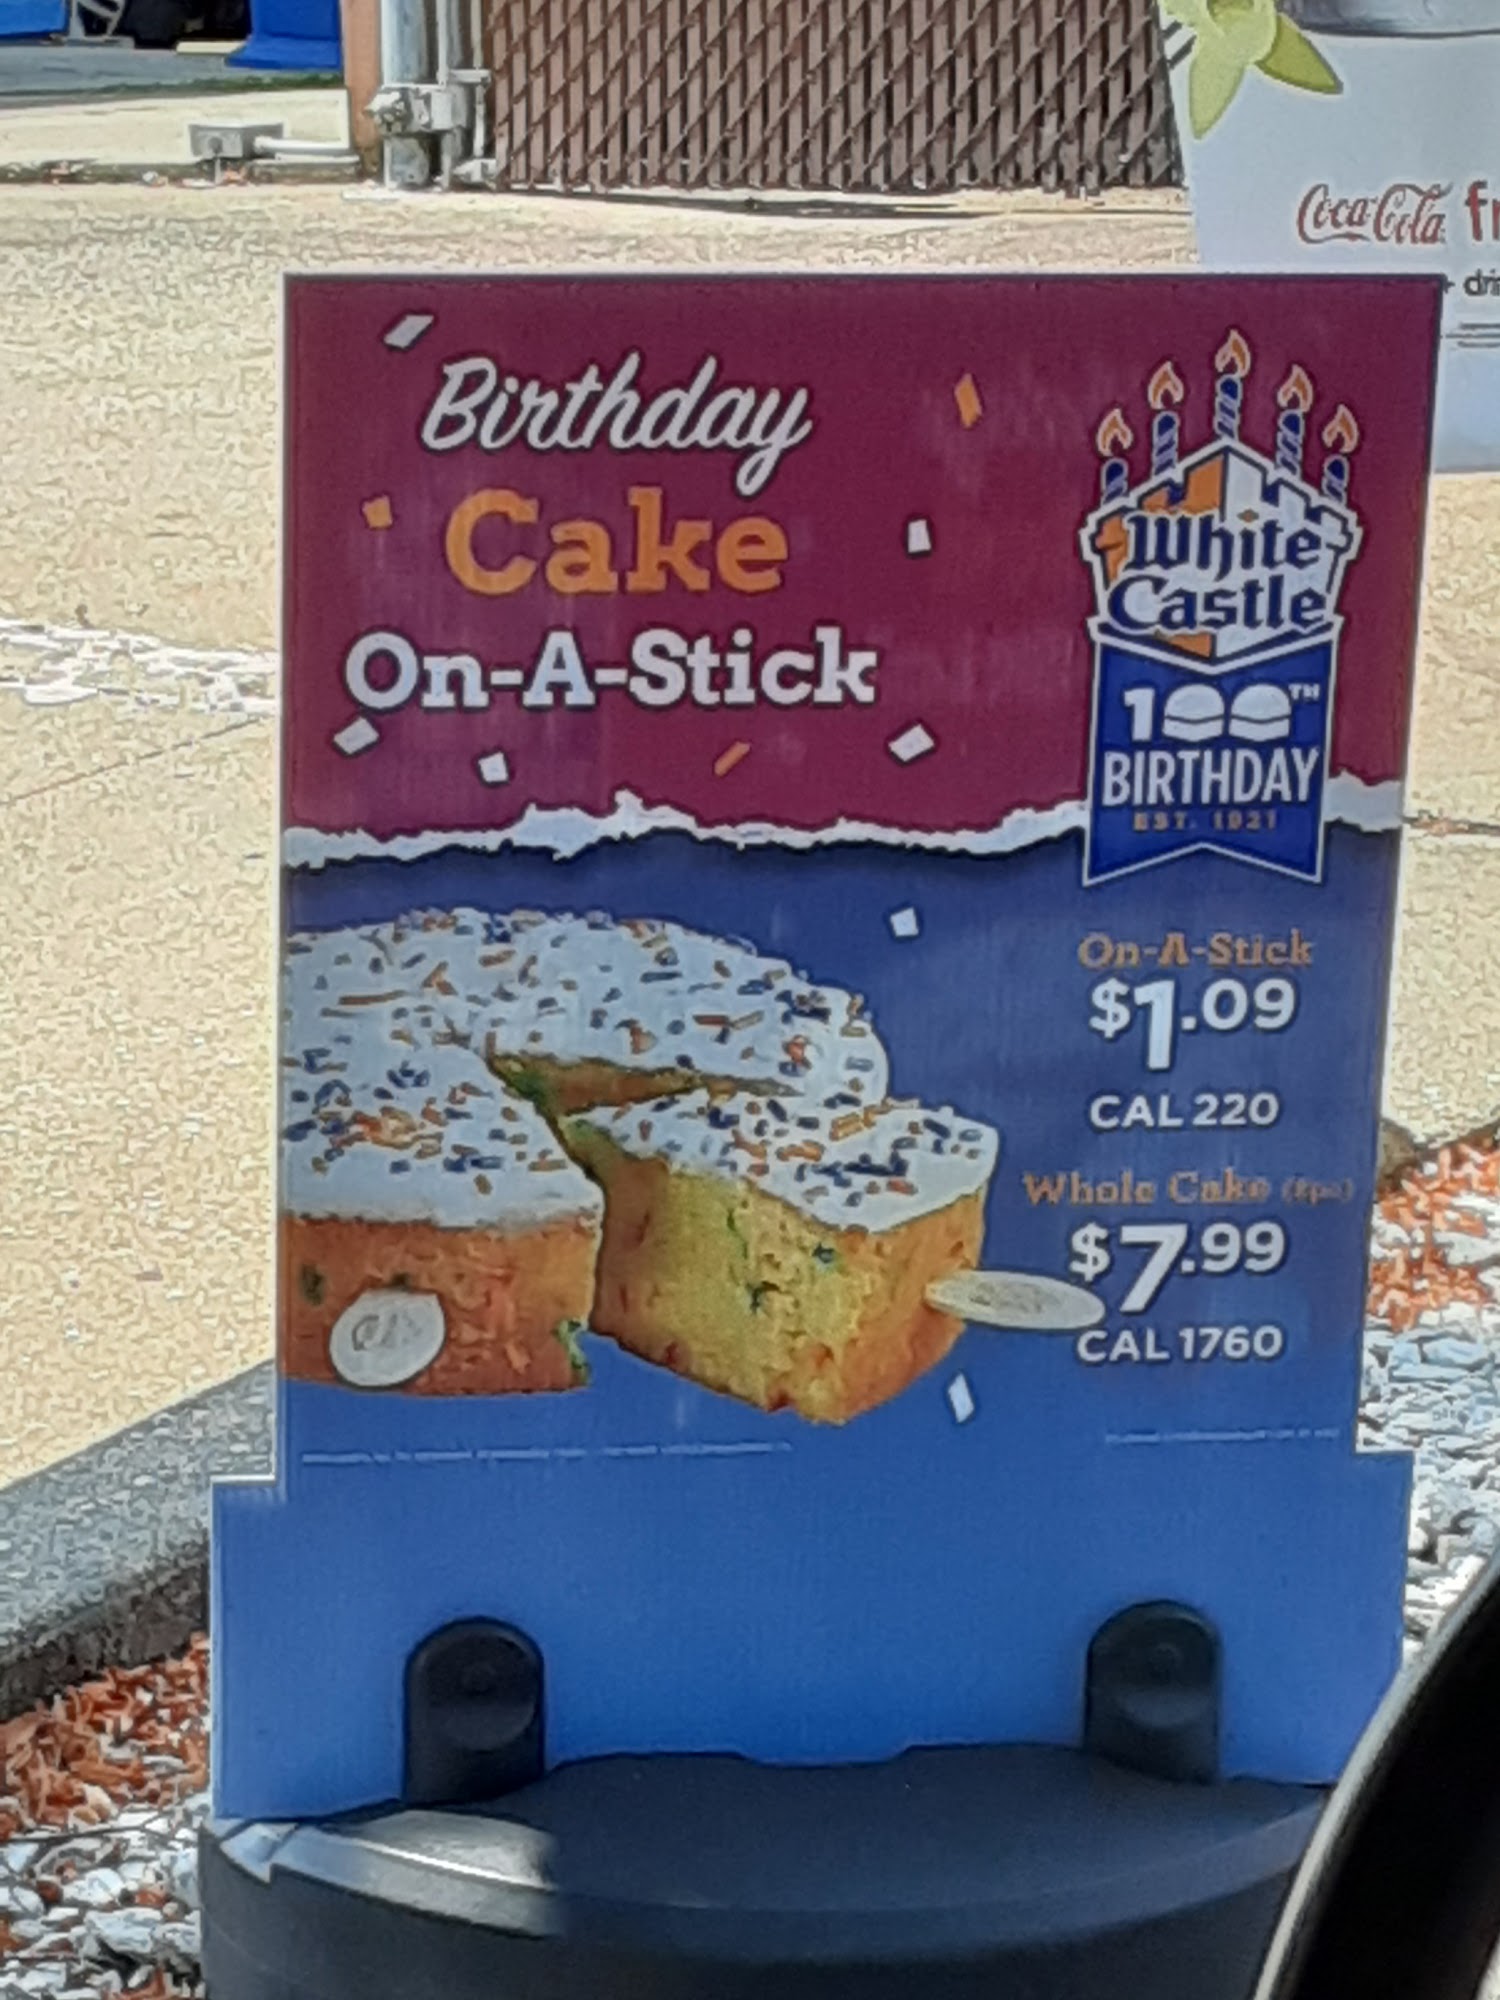 Coca-Cola
Birthday
Cake
On-A-Stick
White
Castle
100TH
BIRTHDAY
EST. 1921
On-A-Stick
$1.09
CAL 220
Whole Cake (8pc)
$7.99
CAL 1760